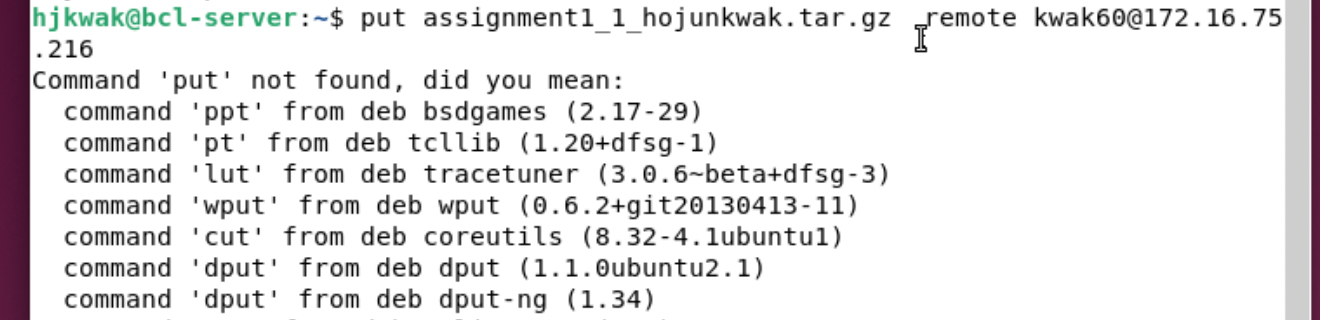 hjkwak@bcl-server:~$ put assignment1_1_hojunkwak.tar.gz  remote kwak60@172.16.75
.216
Command 'put' not found, did you mean:
  command 'ppt' from deb bsdgames (2.17-29)
  command 'pt' from deb tcllib (1.20+dfsg-1)
  command 'lut' from deb tracetuner (3.0.6~beta+dfsg-3)
  command 'wput' from deb wput (0.6.2+git20130413-11)
  command 'cut' from deb coreutils (8.32-4.1ubuntu1)
  command 'dput' from deb dput (1.1.0ubuntu2.1)
  command 'dput' from deb dput-ng (1.34)